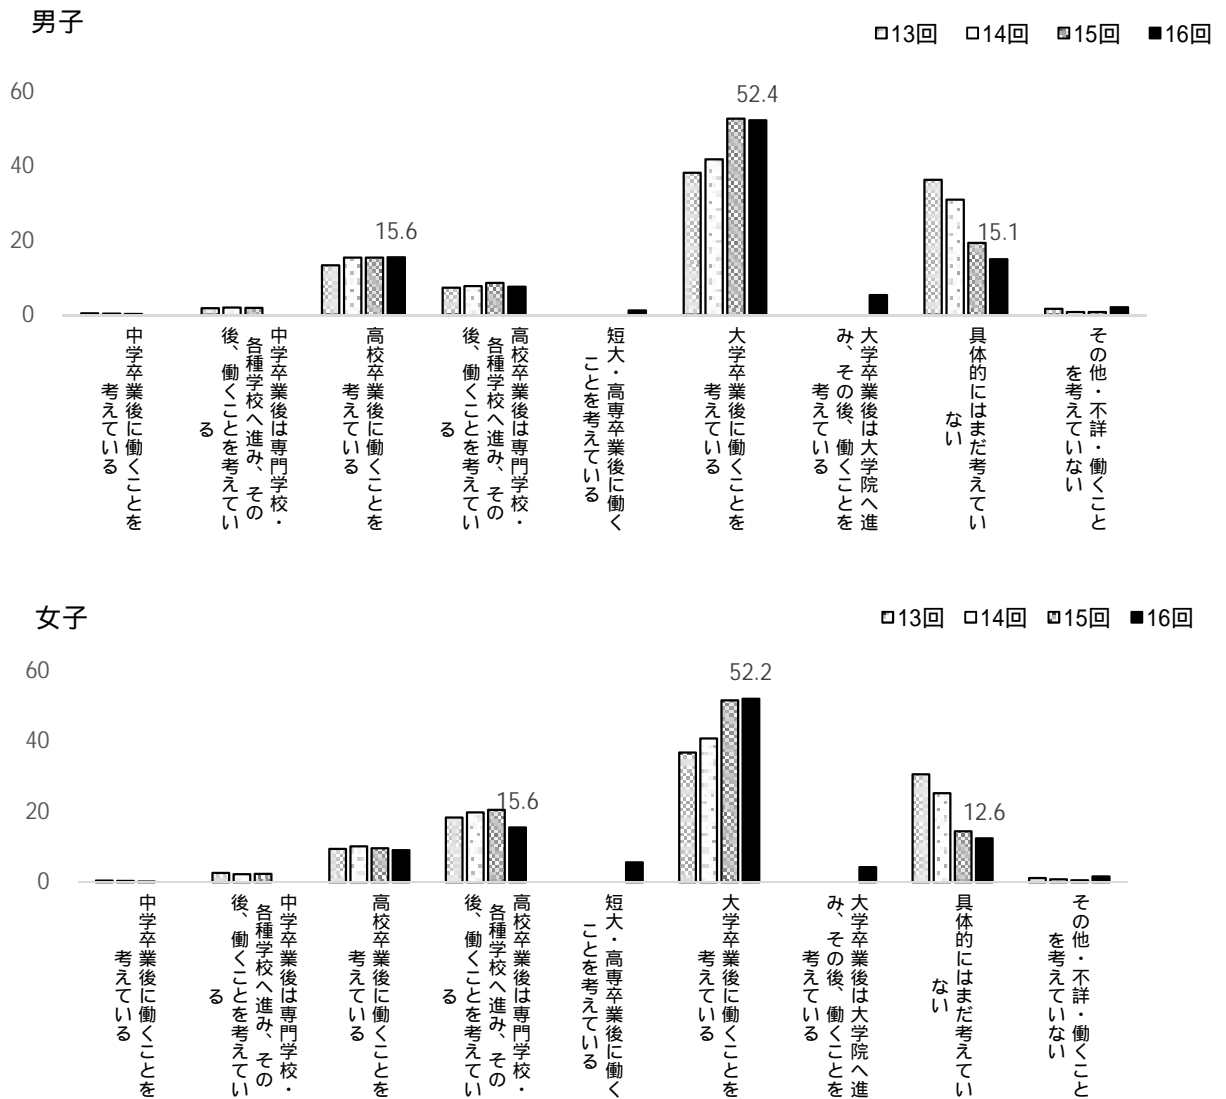 男子
13回 14回 15回 16回
60
40
20
0
15.6
52.4
15.1
中学卒業後に働くことを
考えている
中学卒業後は専門学校・
各種学校へ進み、その
後、働くことを考えてい
る
高校卒業後に働くことを
考えている
高校卒業後は専門学校・
各種学校へ進み、その
後、働くことを考えてい
る
短大・高専卒業後に働く
ことを考えている
大学卒業後に働くことを
考えている
大学卒業後は大学院へ進
み、その後、働くことを
考えている
具体的にはまだ考えてい
ない
その他・不詳・働くこと
を考えていない
女子
13回 14回 15回 16回
60
40
20
0
15.6
52.2
12.6
中学卒業後に働くことを
考えている
中学卒業後は専門学校・
各種学校へ進み、その
後、働くことを考えてい
る
高校卒業後に働くことを
考えている
高校卒業後は専門学校・
各種学校へ進み、その
後、働くことを考えてい
る
短大・高専卒業後に働く
ことを考えている
大学卒業後に働くことを
考えている
大学卒業後は大学院へ進
み、その後、働くことを
考えている
具体的にはまだ考えてい
ない
その他・不詳・働くこと
を考えていない